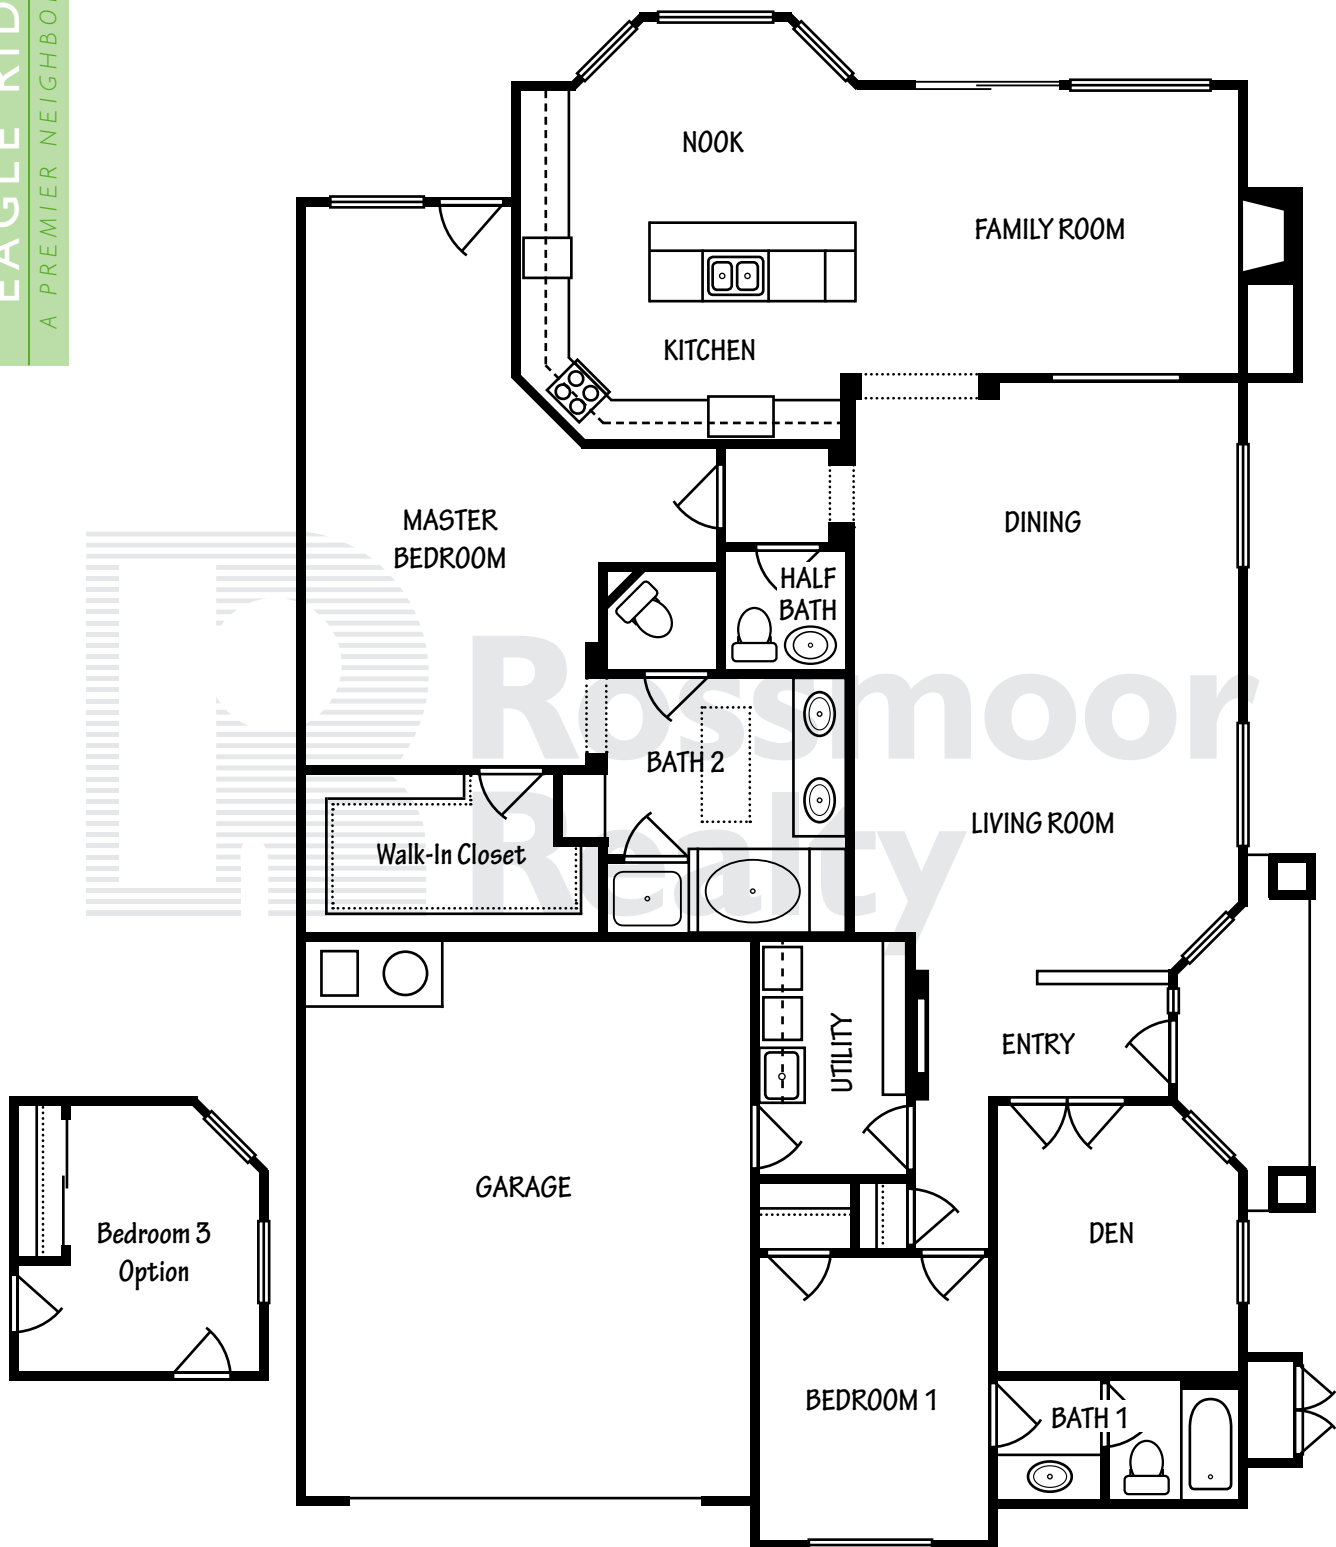 EAGLE RID
A PREMIER NEIGHBO
NOOK
FAMILY ROOM
KITCHEN
MASTER
BEDROOM
DINING
HALF
BATH
Rossmoor
Realty
BATH 2
LIVING ROOM
Walk-In Closet
ENTRY
UTILITY
GARAGE
Bedroom 3
Option
DEN
BEDROOM 1
BATH 1